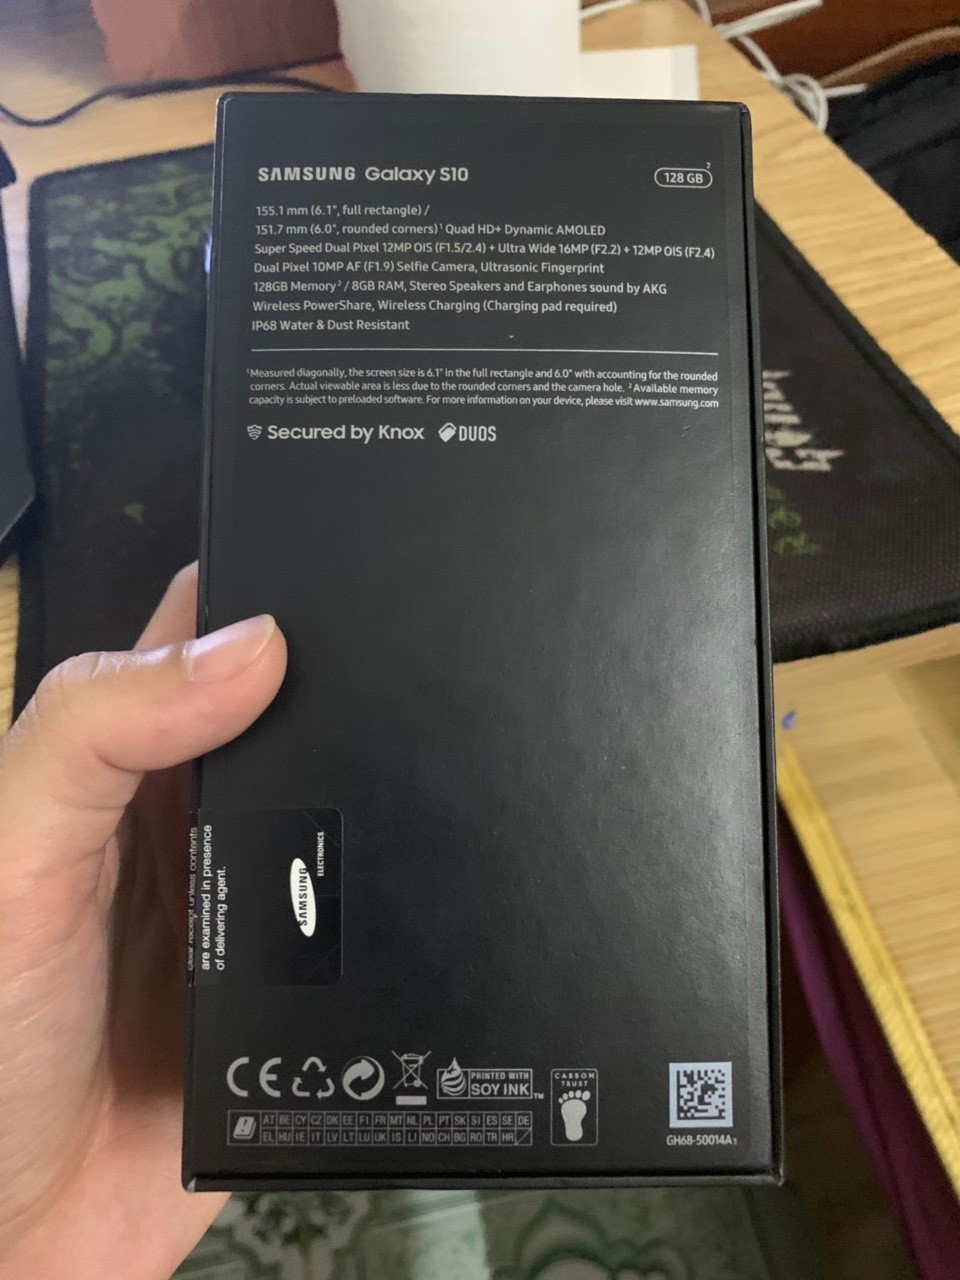 SAMSUNG Galaxy S10
128 GB 2
155.1 mm (6.1", full rectangle) /
151.7 mm (6.0", rounded corners)¹ Quad HD+ Dynamic AMOLED
Super Speed Dual Pixel 12MP OIS (F1.5/2.4) + Ultra Wide 16MP (F2.2) + 12MP OIS (F2.4)
Dual Pixel 10MP AF (F1.9) Selfie Camera, Ultrasonic Fingerprint
128GB Memory² / 8GB RAM, Stereo Speakers and Earphones sound by AKG
Wireless PowerShare, Wireless Charging (Charging pad required)
IP68 Water & Dust Resistant
¹Measured diagonally, the screen size is 6.1" in the full rectangle and 6.0" with accounting for the rounded
corners. Actual viewable area is less due to the rounded corners and the camera hole. ²Available memory
capacity is subject to preloaded software. For more information on your device, please visit www.samsung.com
Secured by Knox DUOS
receipt unless contents
are examined in presence
of delivering agent.
SAMSUNG
ELECTRONICS
CE
PRINTED WITH
SOY INK™
CARBON
TRUST
AT BE CY CZ DK EE FI FR MT NL PL PT SK SI ES SE DE
EL HU IE IT LV LT LU UK IS LI NO CH BG RO TR HR
GH68-50014A